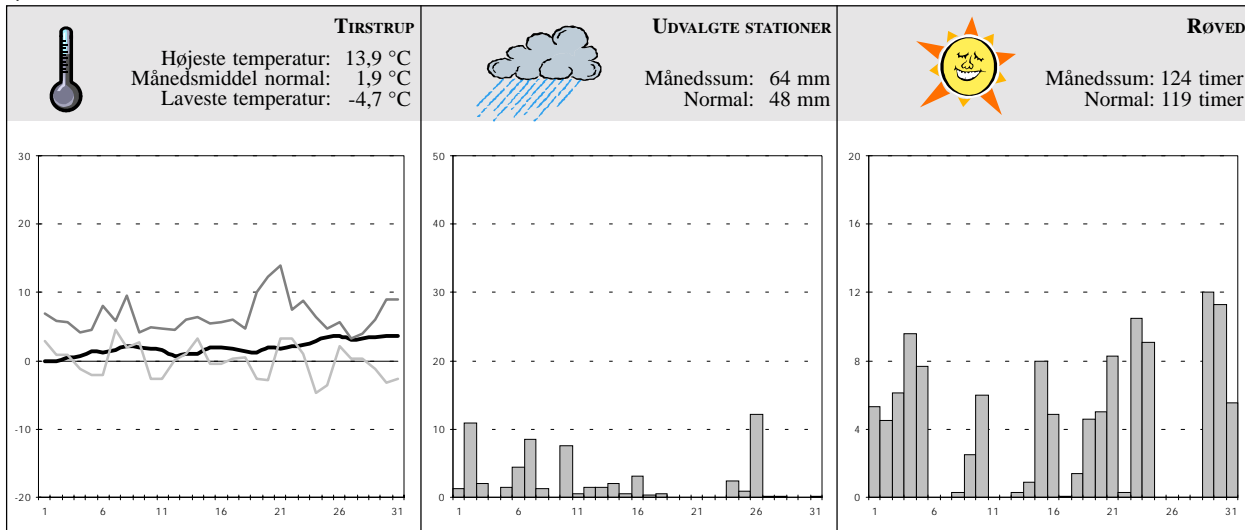 TIRSTRUP
Højeste temperatur: 13,9 °C
Månedsmiddel normal: 1,9 °C
Laveste temperatur: -4,7 °C
UDVALGTE STATIONER
Månedssum: 64 mm
Normal: 48 mm
RØVED
Månedssum: 124 timer
Normal: 119 timer
30
20
10
0
-10
-20
1 6 11 16 21 26 31
50
40
30
20
10
0
1 6 11 16 21 26 31
20
16
12
8
4
0
1 6 11 16 21 26 31